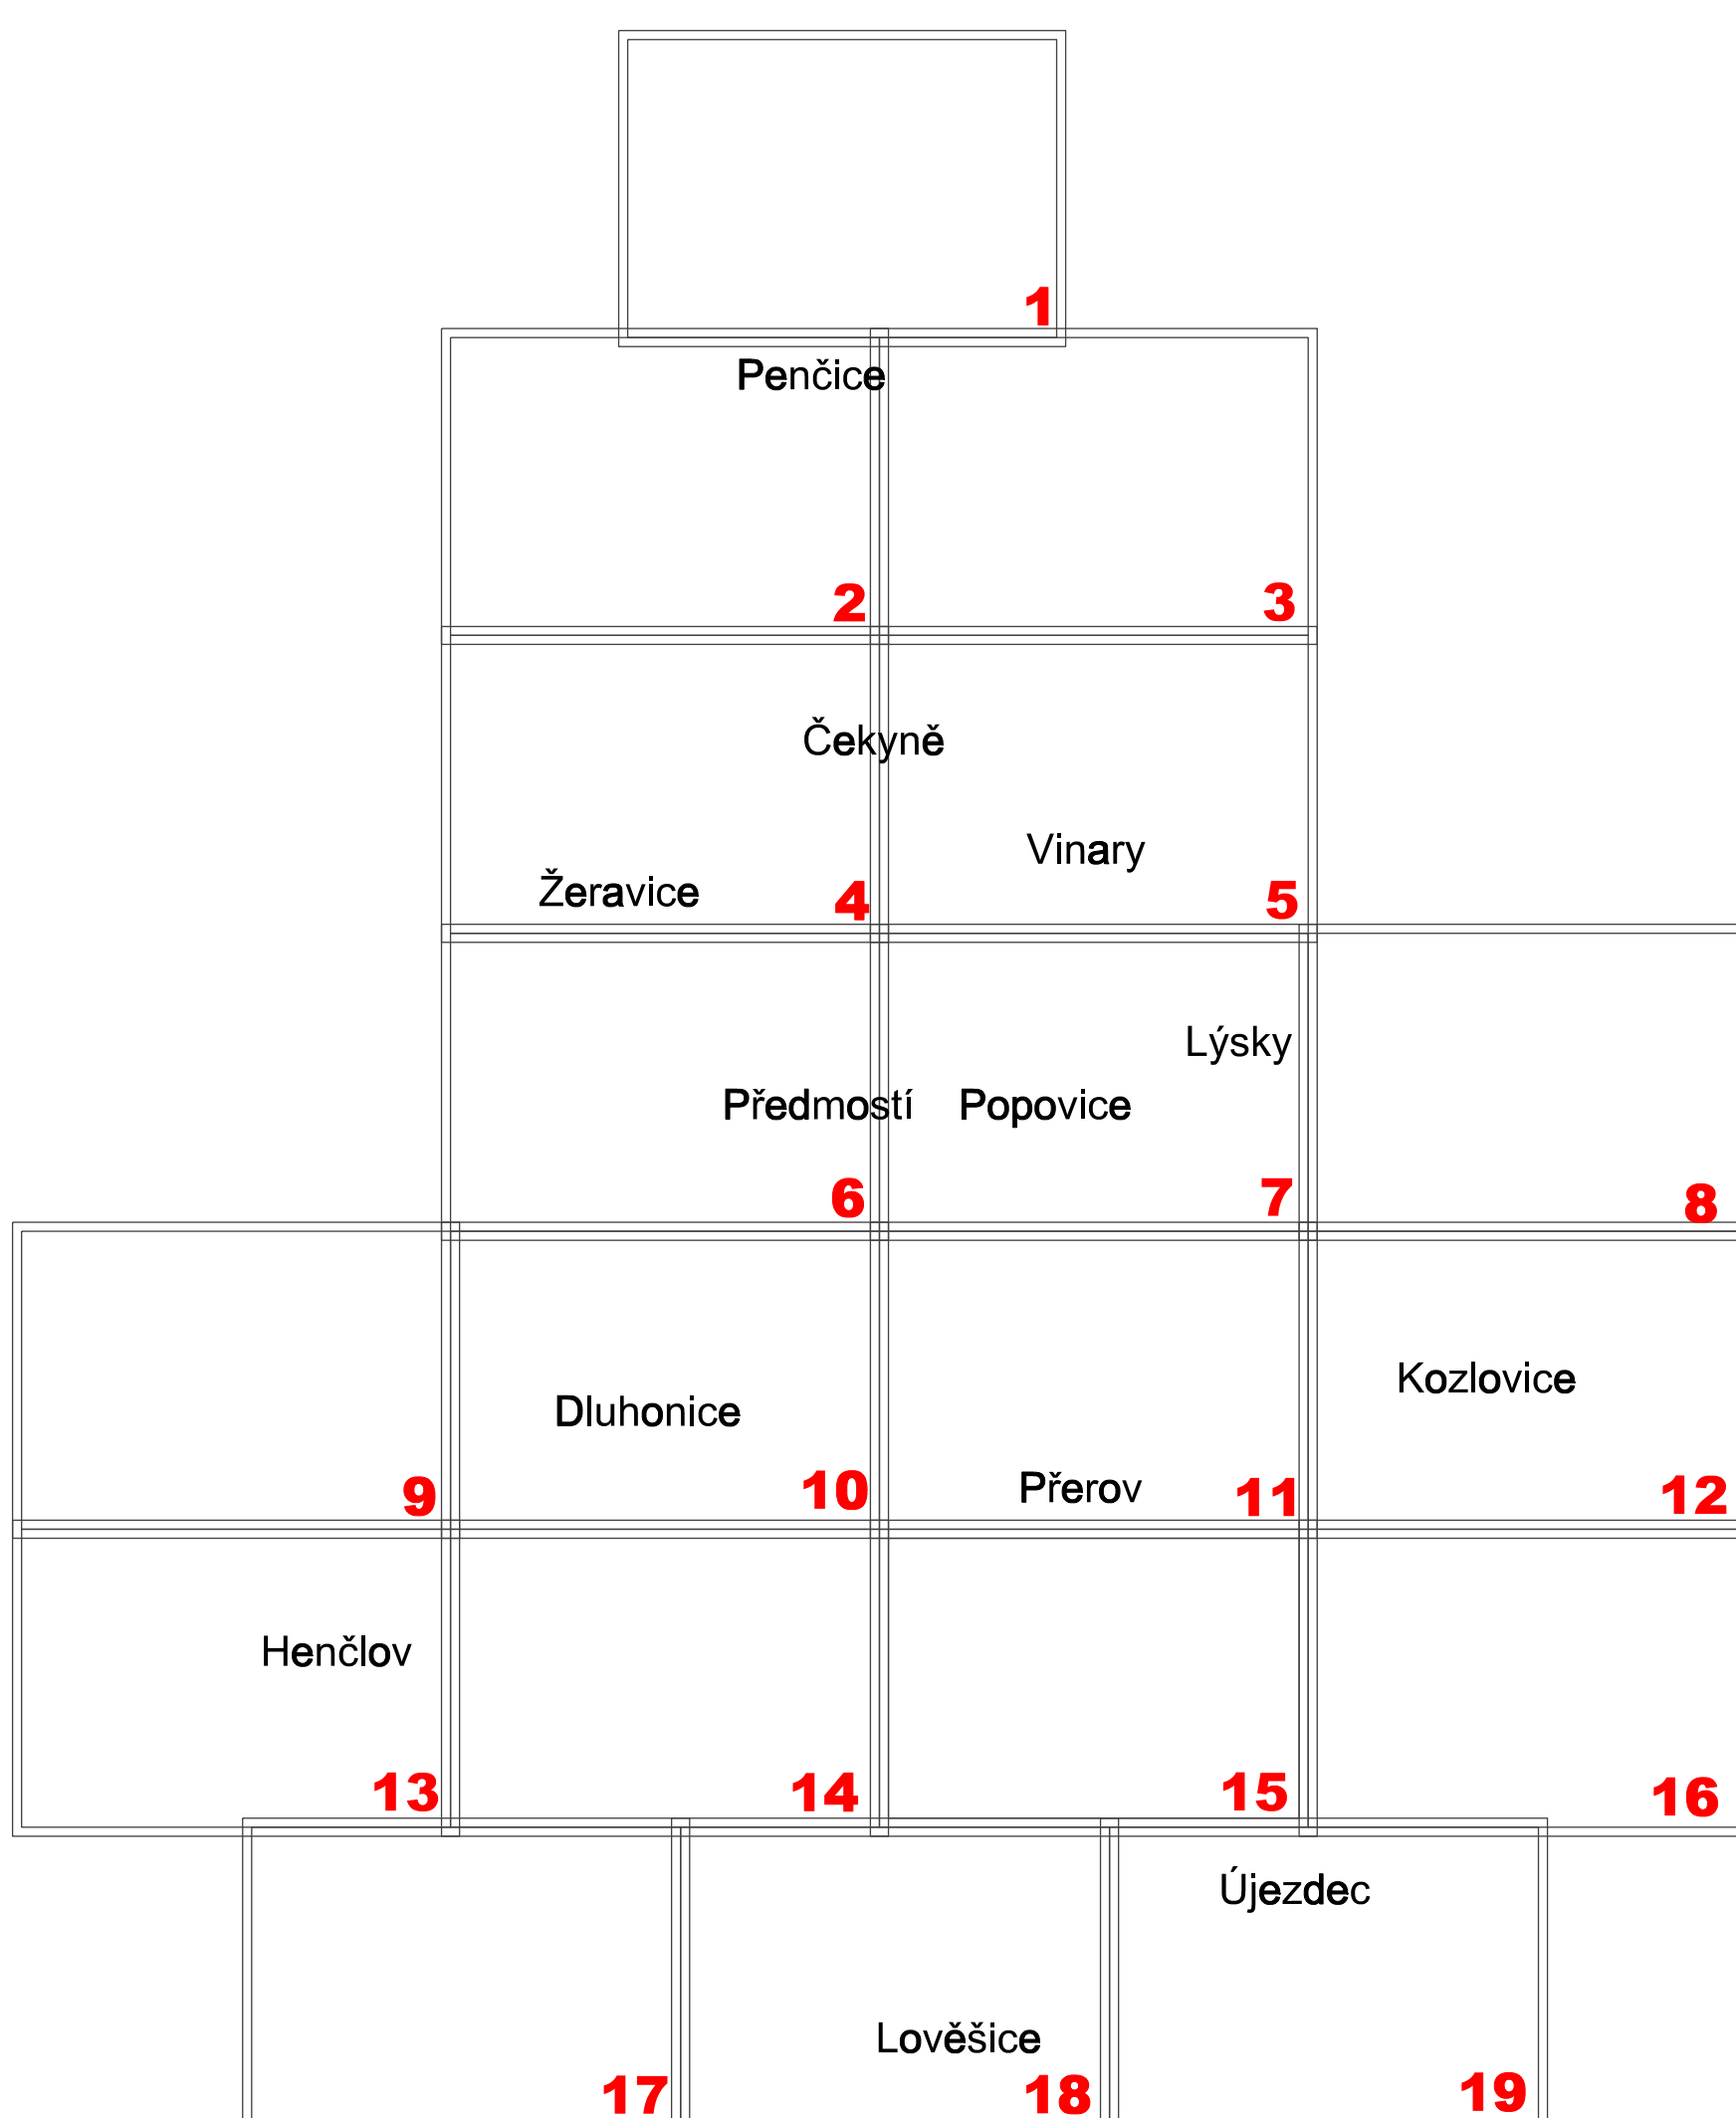 1
Penčice
2
3
Čekyně
Vinary
Žeravice
4
5
Lýsky
Předmostí
Popovice
6
7
8
Kozlovice
Dluhonice
Přerov
9
10
11
12
Henčlov
13
14
15
16
Újezdec
Lověšice
17
18
19